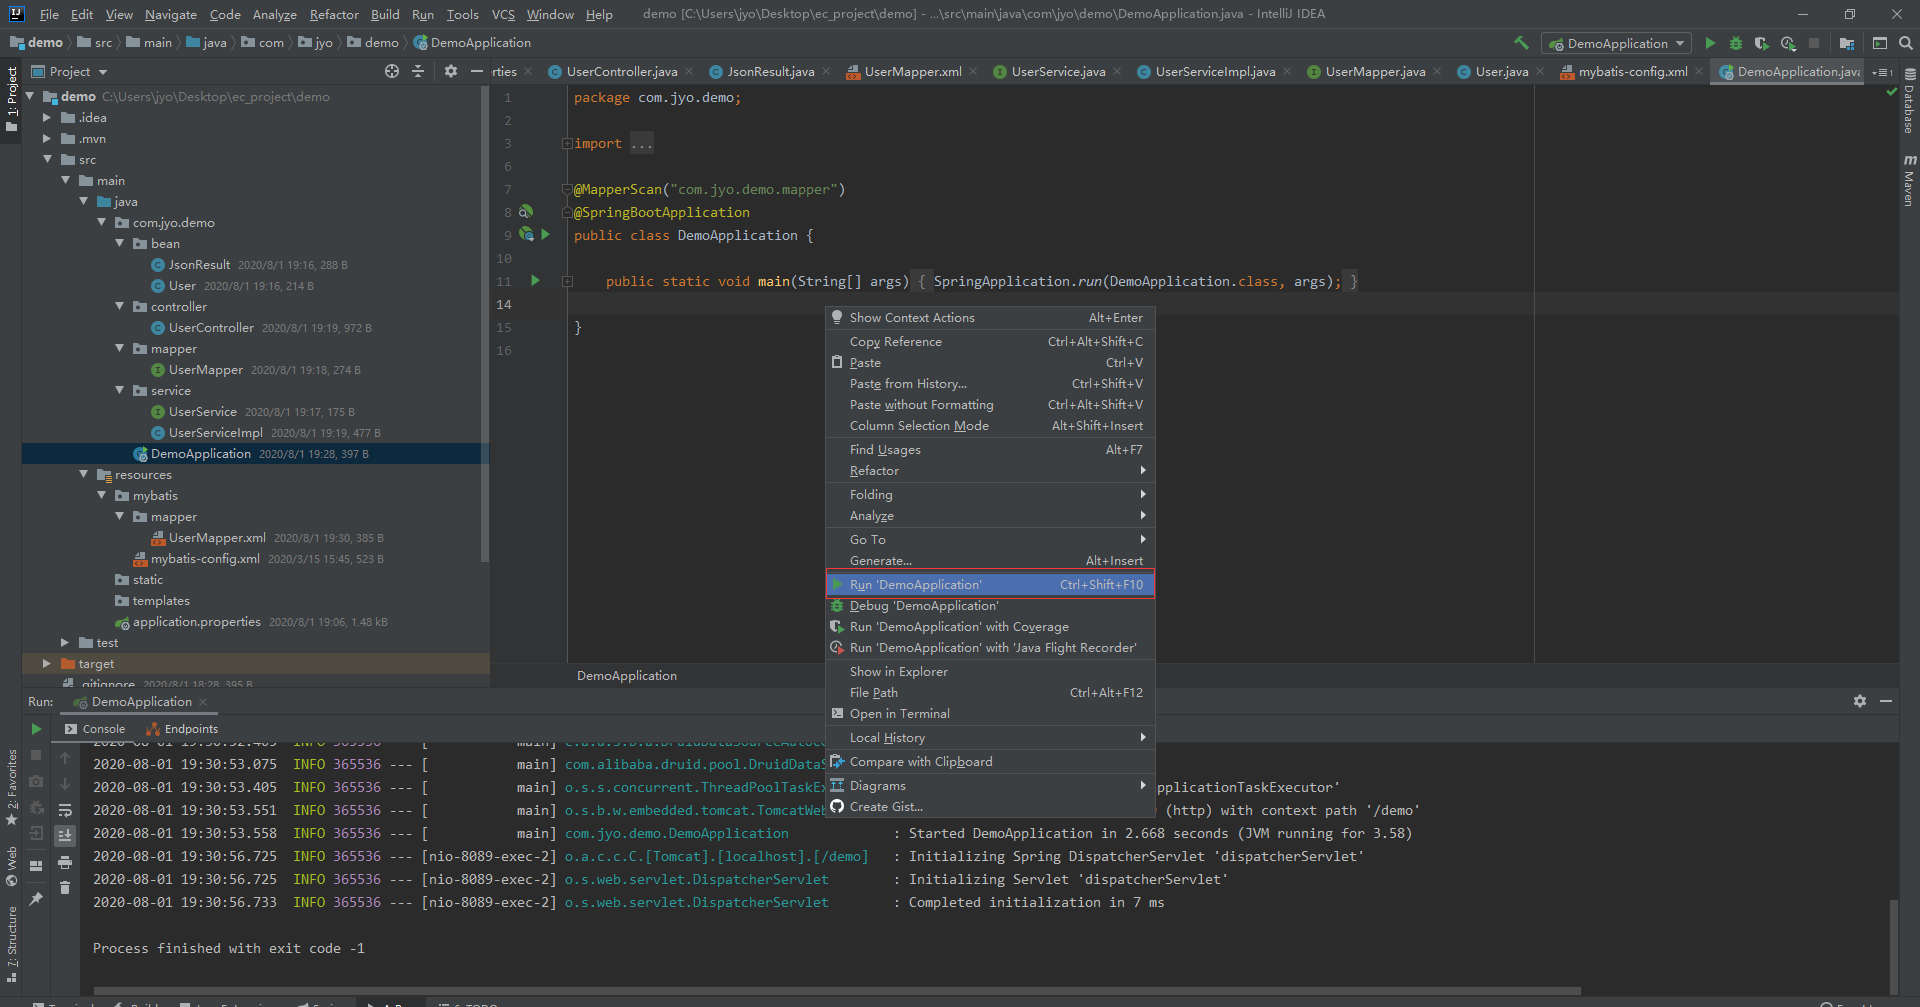 File Edit View Navigate Code Analyze Refactor Build Run Tools VCS Window Help demo [C:\Users\jyo\Desktop\ec_project\demo] - ...\src\main\java\com\jyo\demo\DemoApplication.java - IntelliJ IDEA
demo src main java com jyo demo DemoApplication
DemoApplication
Project
erties UserController.java JsonResult.java UserMapper.xml UserService.java UserServiceImpl.java UserMapper.java User.java mybatis-config.xml DemoApplication.java
1: Project
demo C:\Users\jyo\Desktop\ec_project\demo
.idea
.mvn
src
main
java
com.jyo.demo
bean
JsonResult 2020/8/1 19:16, 288 B
User 2020/8/1 19:16, 214 B
controller
UserController 2020/8/1 19:19, 972 B
mapper
UserMapper 2020/8/1 19:18, 274 B
service
UserService 2020/8/1 19:17, 175 B
UserServiceImpl 2020/8/1 19:19, 477 B
DemoApplication 2020/8/1 19:28, 397 B
resources
mybatis
mapper
UserMapper.xml 2020/8/1 19:30, 385 B
mybatis-config.xml 2020/3/15 15:45, 523 B
static
templates
application.properties 2020/8/1 19:06, 1.48 kB
test
target
.gitignore 2020/8/1 18:28, 395 B
1 package com.jyo.demo;
2
3 import ...
6
7 @MapperScan("com.jyo.demo.mapper")
8 @SpringBootApplication
9 public class DemoApplication {
10
11 public static void main(String[] args) { SpringApplication.run(DemoApplication.class, args); }
14
15 }
16
DemoApplication
Database
Maven
Show Context Actions Alt+Enter
Copy Reference Ctrl+Alt+Shift+C
Paste Ctrl+V
Paste from History... Ctrl+Shift+V
Paste without Formatting Ctrl+Alt+Shift+V
Column Selection Mode Alt+Shift+Insert
Find Usages Alt+F7
Refactor
Folding
Analyze
Go To
Generate... Alt+Insert
Run 'DemoApplication' Ctrl+Shift+F10
Debug 'DemoApplication'
Run 'DemoApplication' with Coverage
Run 'DemoApplication' with 'Java Flight Recorder'
Show in Explorer
File Path Ctrl+Alt+F12
Open in Terminal
Local History
Compare with Clipboard
Diagrams
Create Gist...
Run: DemoApplication
Console Endpoints
2: Favorites
Web
7: Structure
2020-08-01 19:30:53.075 INFO 365536 --- [ main] com.alibaba.druid.pool.DruidDataS
2020-08-01 19:30:53.405 INFO 365536 --- [ main] o.s.s.concurrent.ThreadPoolTaskEx pplicationTaskExecutor'
2020-08-01 19:30:53.551 INFO 365536 --- [ main] o.s.b.w.embedded.tomcat.TomcatWeb (http) with context path '/demo'
2020-08-01 19:30:53.558 INFO 365536 --- [ main] com.jyo.demo.DemoApplication : Started DemoApplication in 2.668 seconds (JVM running for 3.58)
2020-08-01 19:30:56.725 INFO 365536 --- [nio-8089-exec-2] o.a.c.c.C.[Tomcat].[localhost].[/demo] : Initializing Spring DispatcherServlet 'dispatcherServlet'
2020-08-01 19:30:56.725 INFO 365536 --- [nio-8089-exec-2] o.s.web.servlet.DispatcherServlet : Initializing Servlet 'dispatcherServlet'
2020-08-01 19:30:56.733 INFO 365536 --- [nio-8089-exec-2] o.s.web.servlet.DispatcherServlet : Completed initialization in 7 ms
Process finished with exit code -1